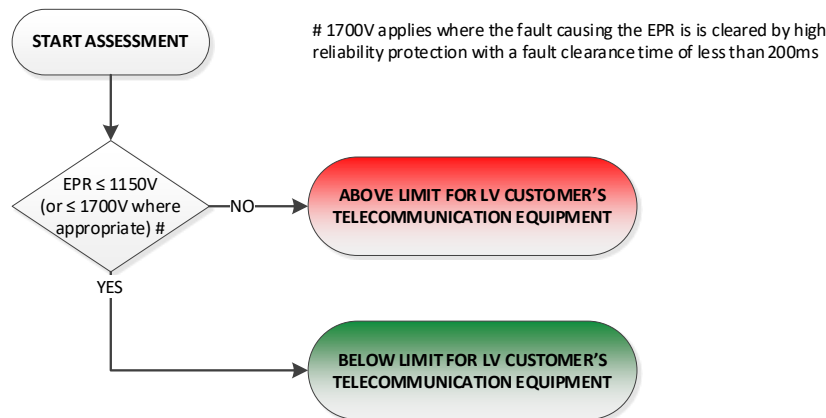 START ASSESSMENT
# 1700V applies where the fault causing the EPR is is cleared by high
reliability protection with a fault clearance time of less than 200ms
EPR ≤ 1150V
(or ≤ 1700V where
appropriate) #
NO
ABOVE LIMIT FOR LV CUSTOMER'S
TELECOMMUNICATION EQUIPMENT
YES
BELOW LIMIT FOR LV CUSTOMER'S
TELECOMMUNICATION EQUIPMENT